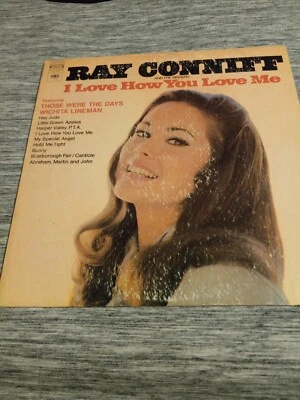 RAY CONNIFF
AND THE SINGERS
I Love How You Love Me
Featuring
THOSE WERE THE DAYS
WICHITA LINEMAN
Hey Jude
Little Green Apples
Harper Valley P.T.A.
I Love How You Love Me
My Special Angel
Hold Me Tight
Sunny
Scarborough Fair / Canticle
Abraham, Martin and John